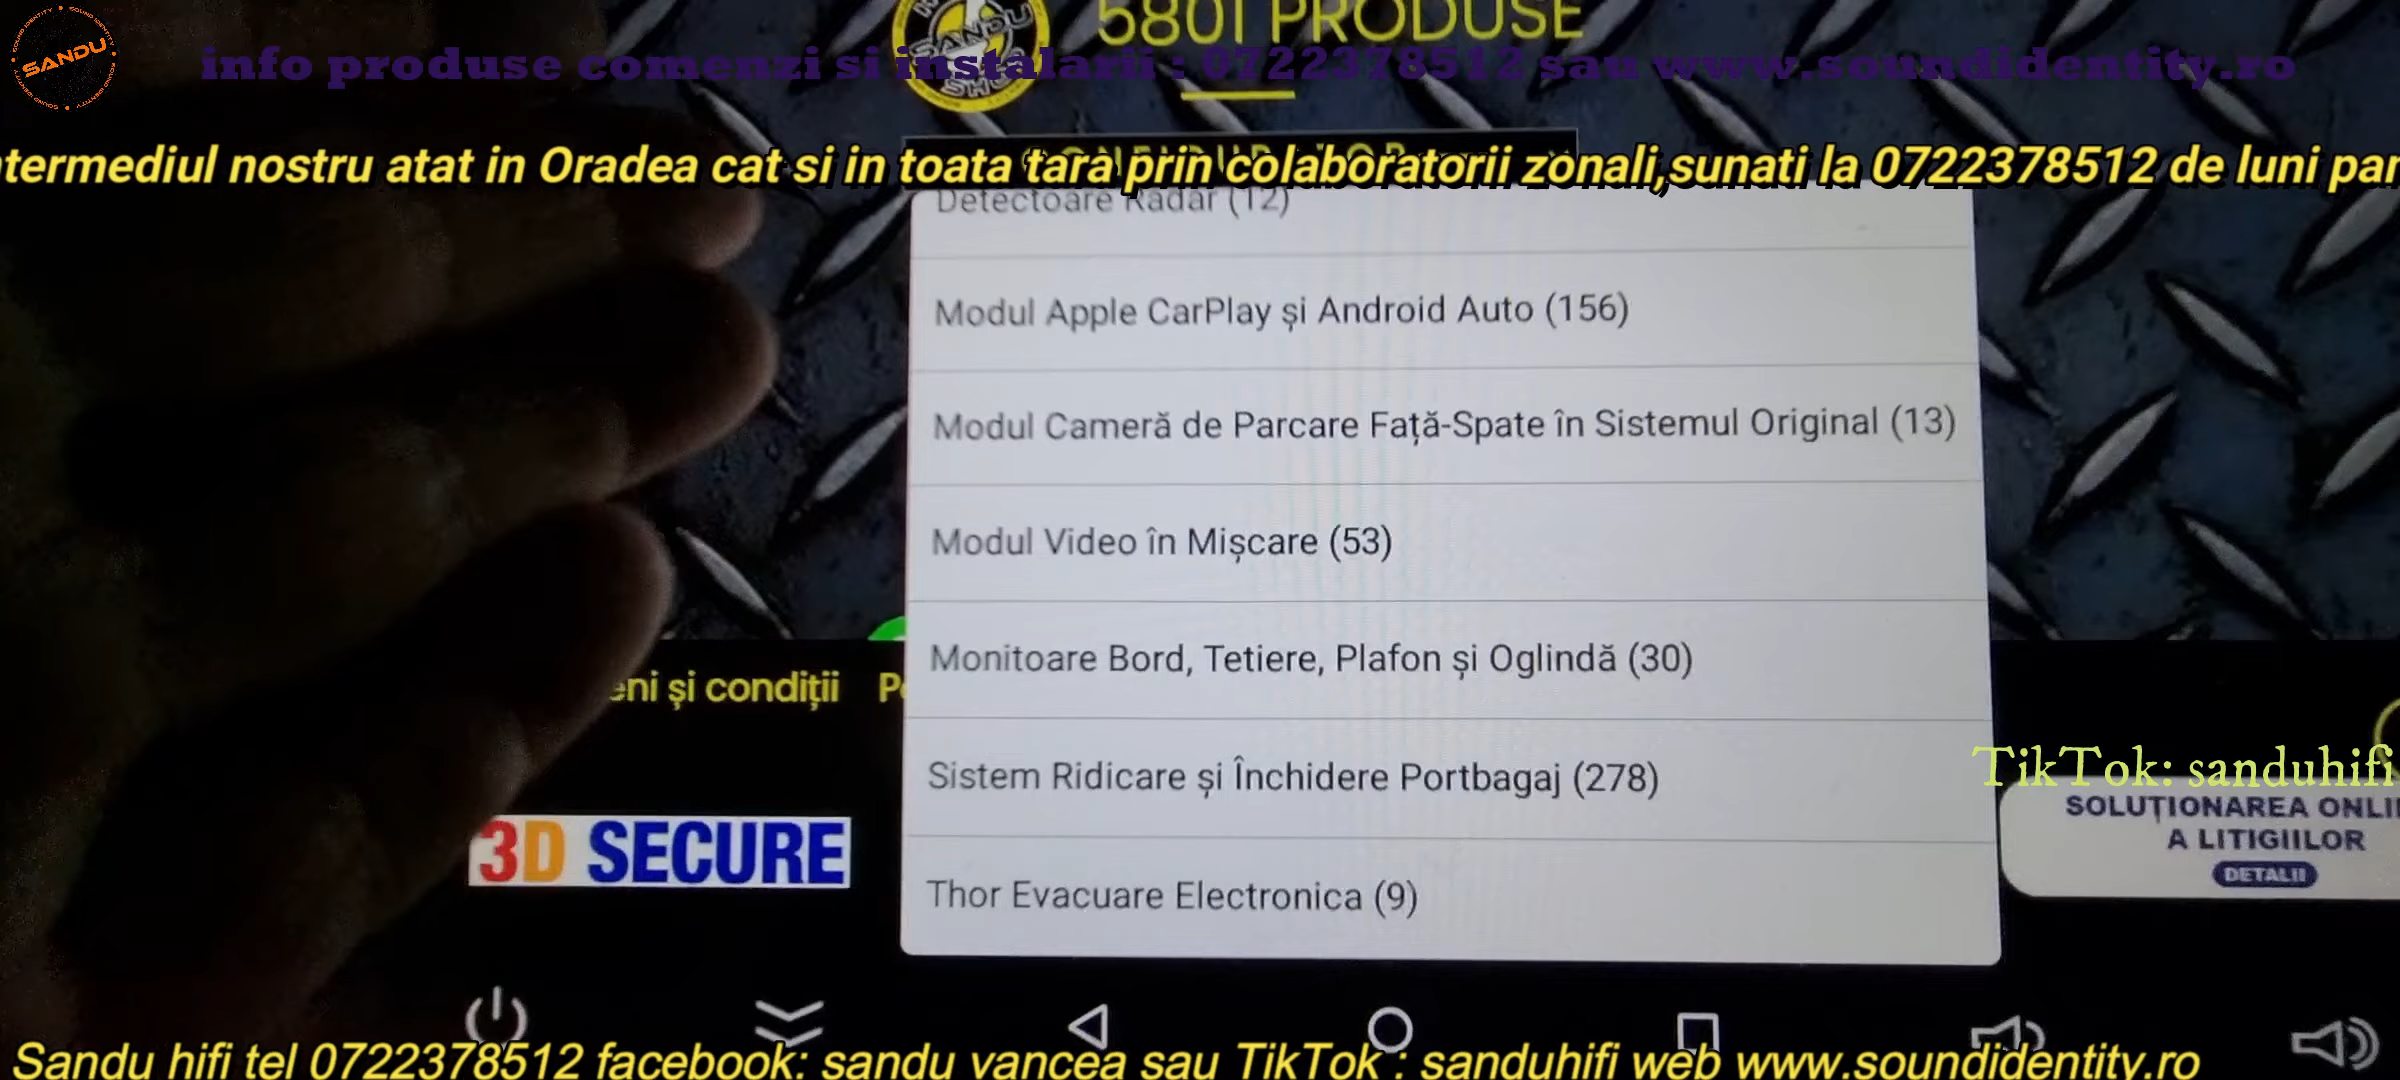 SANDU
5801 PRODUSE
info produse comenzi si instalarii : 0722378512 sau www.soundidentity.ro
termediul nostru atat in Oradea cat si in toata tara prin colaboratorii zonali,sunati la 0722378512 de luni pan
Detectoare Radar (12)
Modul Apple CarPlay și Android Auto (156)
Modul Cameră de Parcare Față-Spate în Sistemul Original (13)
Modul Video în Mișcare (53)
Monitoare Bord, Tetiere, Plafon și Oglindă (30)
eni și condiții
Sistem Ridicare și Închidere Portbagaj (278)
TikTok: sanduhifi
SOLUȚIONAREA ONLI
A LITIGIILOR
DETALII
3D SECURE
Thor Evacuare Electronica (9)
Sandu hifi tel 0722378512 facebook: sandu vancea sau TikTok : sanduhifi web www.soundidentity.ro